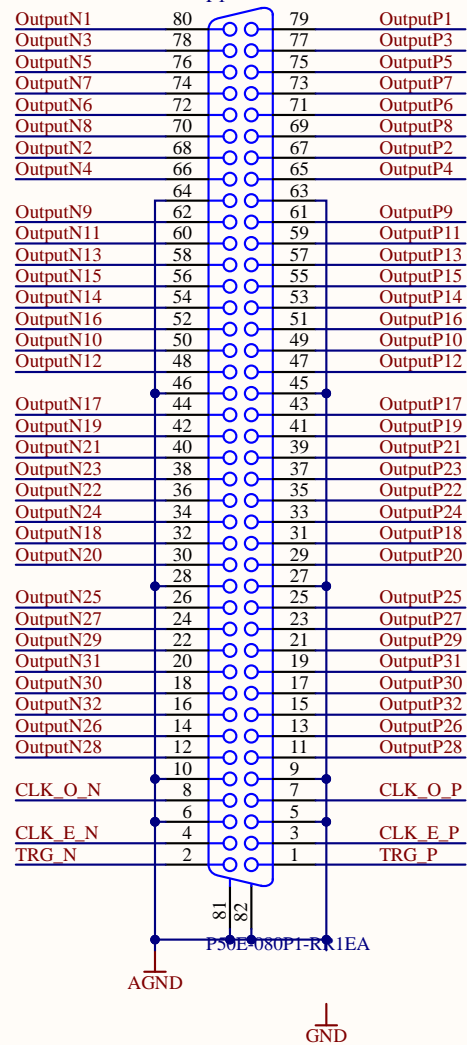 OutputN1 80 79 OutputP1
OutputN3 78 77 OutputP3
OutputN5 76 75 OutputP5
OutputN7 74 73 OutputP7
OutputN6 72 71 OutputP6
OutputN8 70 69 OutputP8
OutputN2 68 67 OutputP2
OutputN4 66 65 OutputP4
64 63
OutputN9 62 61 OutputP9
OutputN11 60 59 OutputP11
OutputN13 58 57 OutputP13
OutputN15 56 55 OutputP15
OutputN14 54 53 OutputP14
OutputN16 52 51 OutputP16
OutputN10 50 49 OutputP10
OutputN12 48 47 OutputP12
46 45
OutputN17 44 43 OutputP17
OutputN19 42 41 OutputP19
OutputN21 40 39 OutputP21
OutputN23 38 37 OutputP23
OutputN22 36 35 OutputP22
OutputN24 34 33 OutputP24
OutputN18 32 31 OutputP18
OutputN20 30 29 OutputP20
28 27
OutputN25 26 25 OutputP25
OutputN27 24 23 OutputP27
OutputN29 22 21 OutputP29
OutputN31 20 19 OutputP31
OutputN30 18 17 OutputP30
OutputN32 16 15 OutputP32
OutputN26 14 13 OutputP26
OutputN28 12 11 OutputP28
10 9
CLK_O_N 8 7 CLK_O_P
6 5
CLK_E_N 4 3 CLK_E_P
TRG_N 2 1 TRG_P
81 82
P50E-080P1-RR1EA
AGND
GND